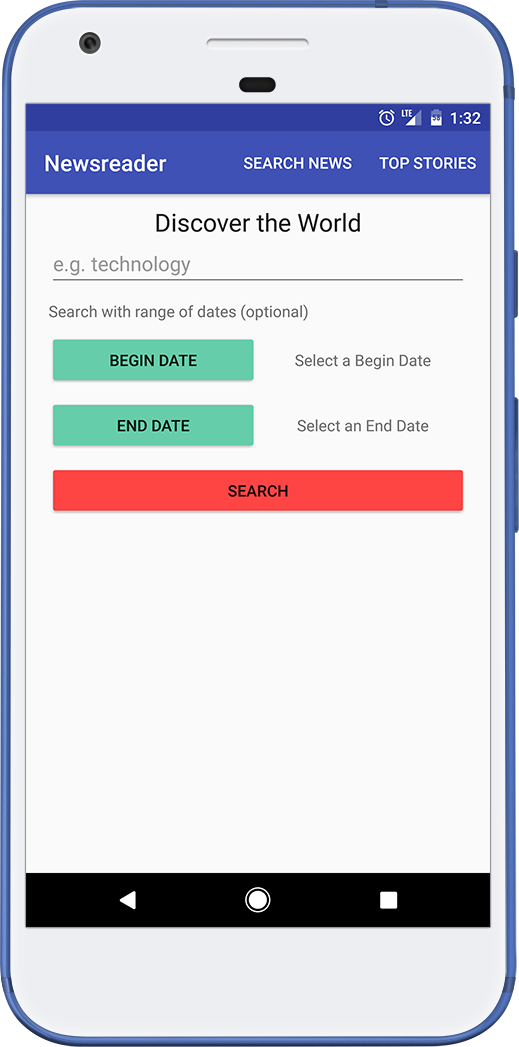 LTE 58 1:32
Newsreader SEARCH NEWS TOP STORIES
Discover the World
e.g. technology
Search with range of dates (optional)
BEGIN DATE Select a Begin Date
END DATE Select an End Date
SEARCH